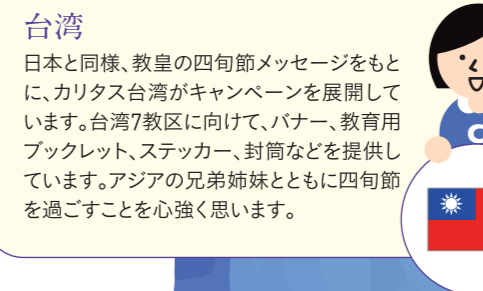 台湾
日本と同様、教皇の四旬節メッセージをもと
に、カリタス台湾がキャンペーンを展開して
います。台湾7教区に向けて、バナー、教育用
ブックレット、ステッカー、封筒などを提供し
ています。アジアの兄弟姉妹とともに四旬節
を過ごすことを心強く思います。